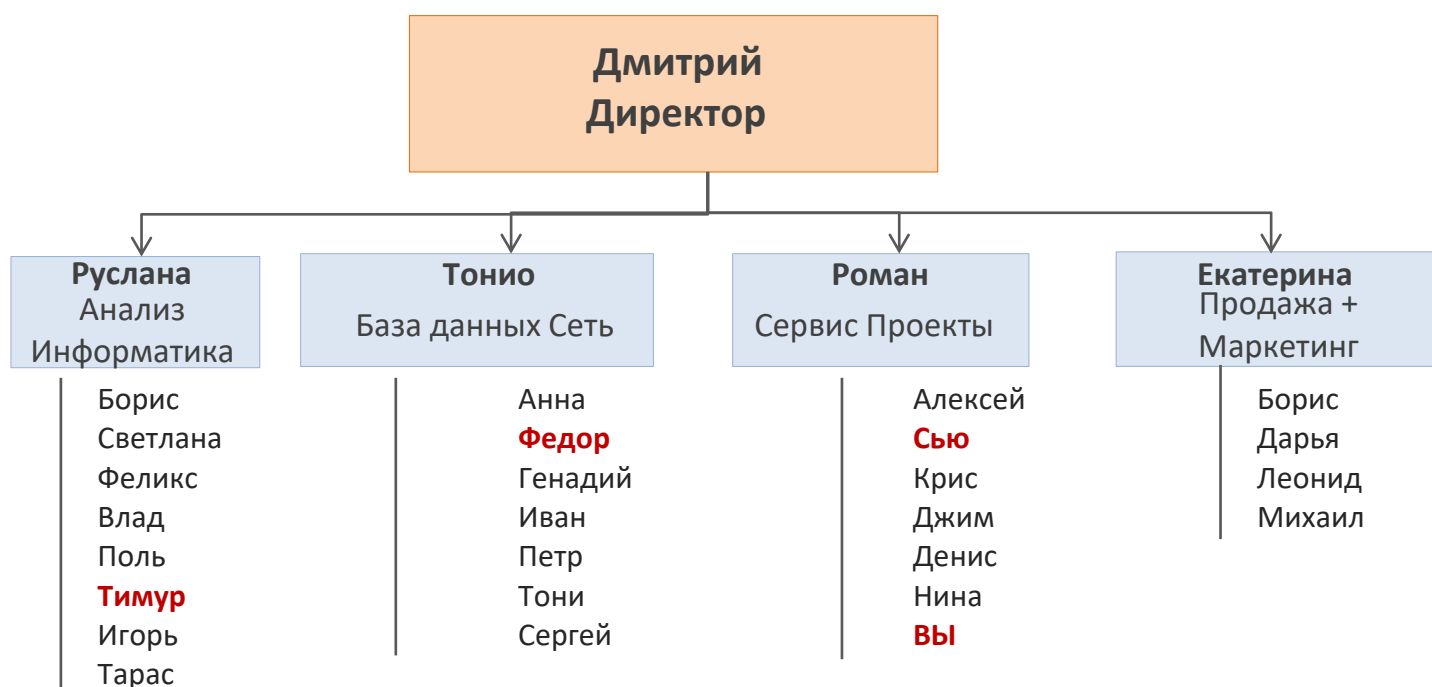 Дмитрий
Директор
Руслана
Анализ
Информатика
Борис
Светлана
Феликс
Влад
Поль
Тимур
Игорь
Тарас
Тонио
База данных Сеть
Анна
Федор
Генадий
Иван
Петр
Тони
Сергей
Роман
Сервис Проекты
Алексей
Сью
Крис
Джим
Денис
Нина
ВЫ
Екатерина
Продажа +
Маркетинг
Борис
Дарья
Леонид
Михаил